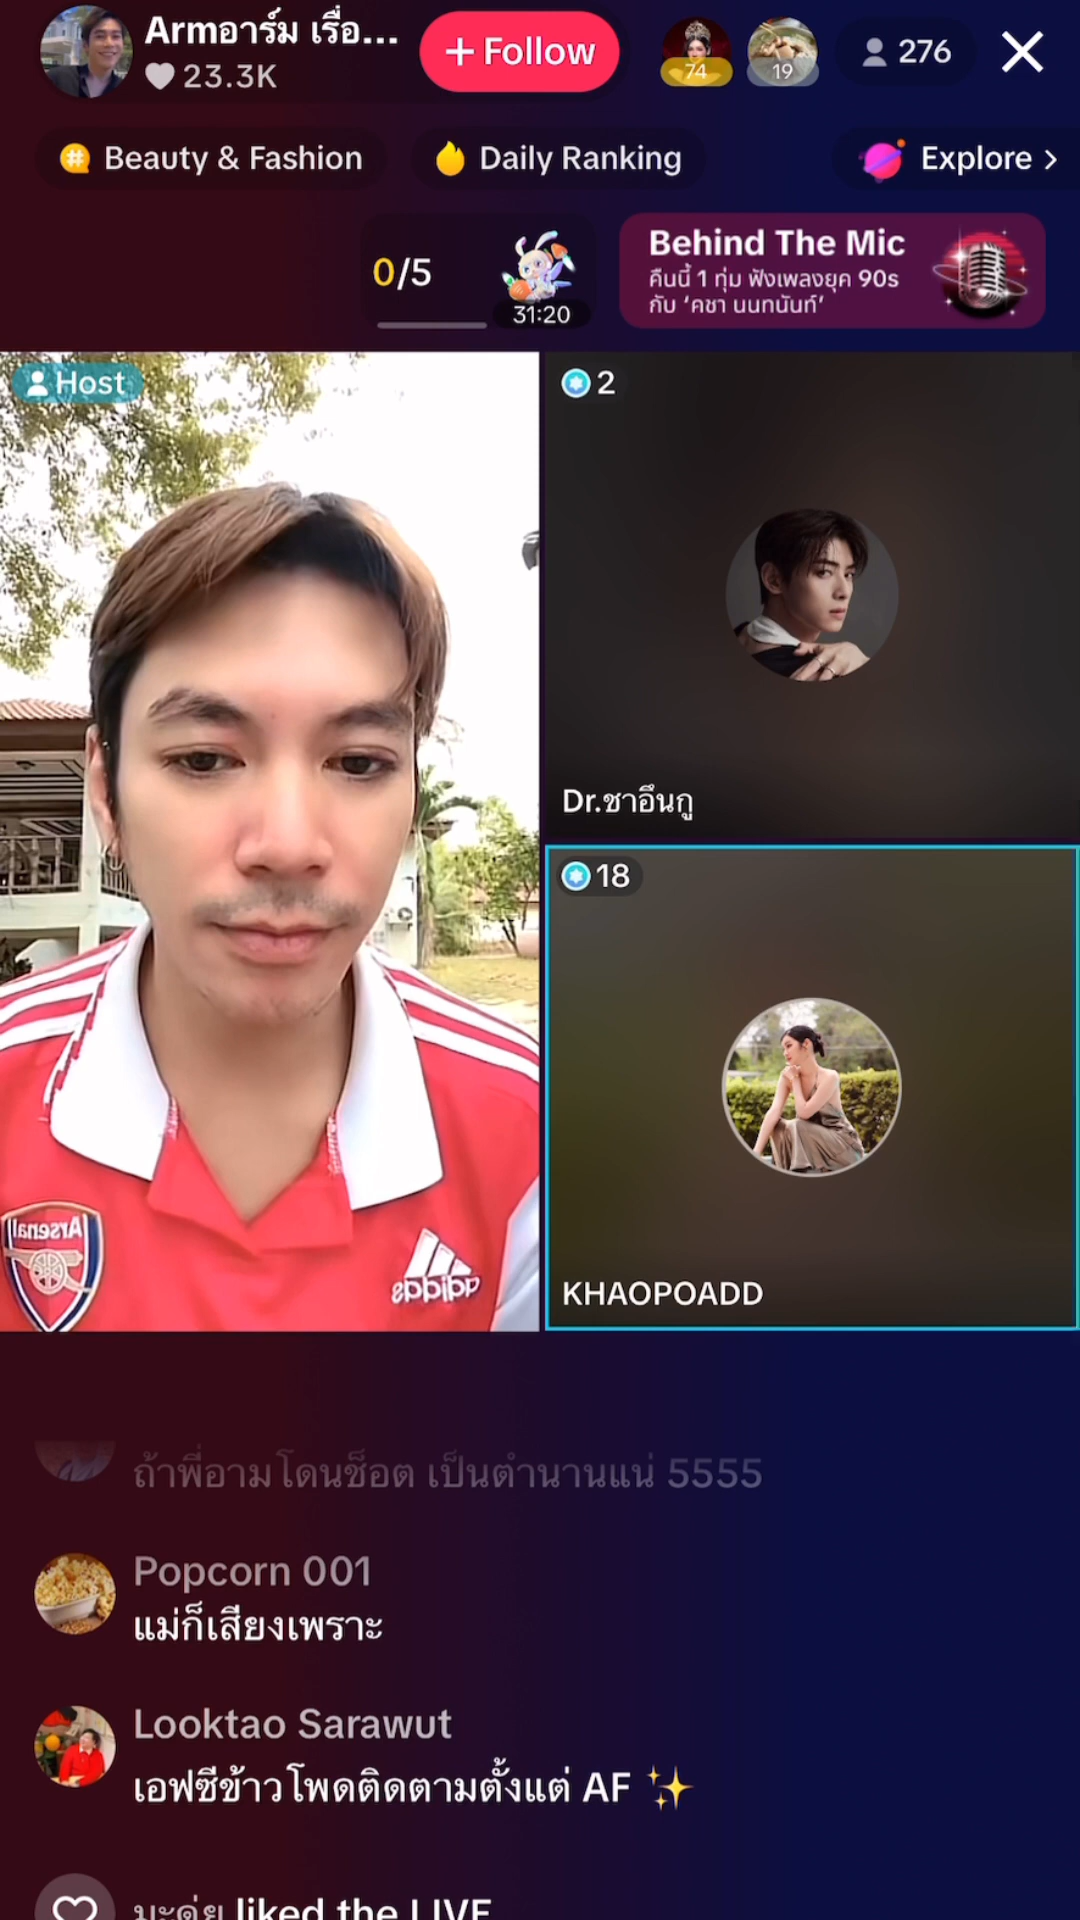 Armอาร์ม เรื่อ...
23.3K
+ Follow
74
19
276
Beauty & Fashion
Daily Ranking
Explore >
0/5
31:20
Behind The Mic
คืนนี้ 1 ทุ่ม ฟังเพลงยุค 90s
กับ ‘คชา นนทนันท์’
Host
2
Dr.ชาอึนกู
18
KHAOPOADD
Arsenal
adidas
ถ้าพี่อามโดนช็อต เป็นตำนานแน่ 5555
Popcorn 001
แม่ก็เสียงเพราะ
Looktao Sarawut
เอฟซีข้าวโพดติดตามตั้งแต่ AF ✨
มะด่ย liked the LIVE